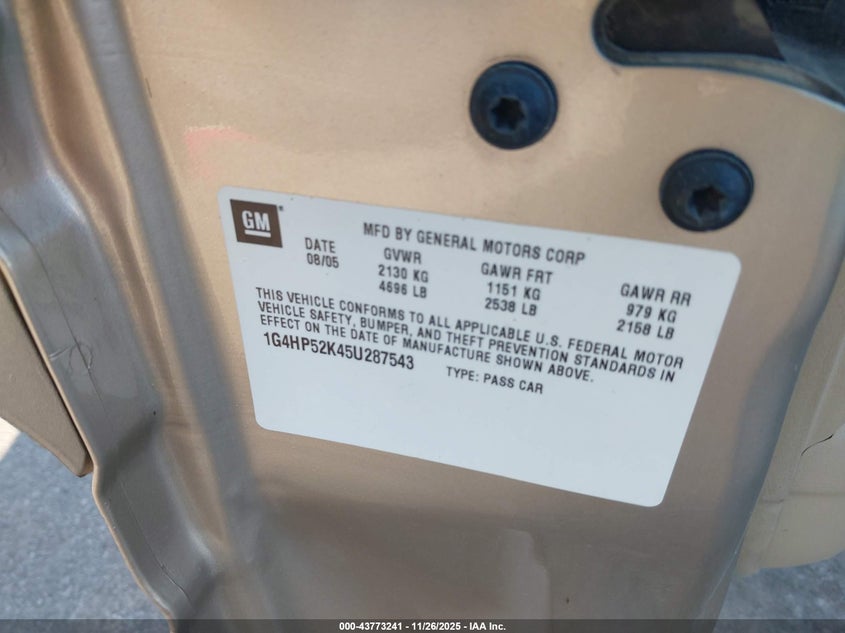 GM
MFD BY GENERAL MOTORS CORP
DATE GVWR GAWR FRT GAWR RR
08/05 2130 KG 1151 KG 979 KG
4696 LB 2538 LB 2158 LB
THIS VEHICLE CONFORMS TO ALL APPLICABLE U.S. FEDERAL MOTOR
VEHICLE SAFETY, BUMPER, AND THEFT PREVENTION STANDARDS IN
EFFECT ON THE DATE OF MANUFACTURE SHOWN ABOVE.
1G4HP52K45U287543 TYPE: PASS CAR
000-43773241 | 11/26/2025 | IAA Inc.